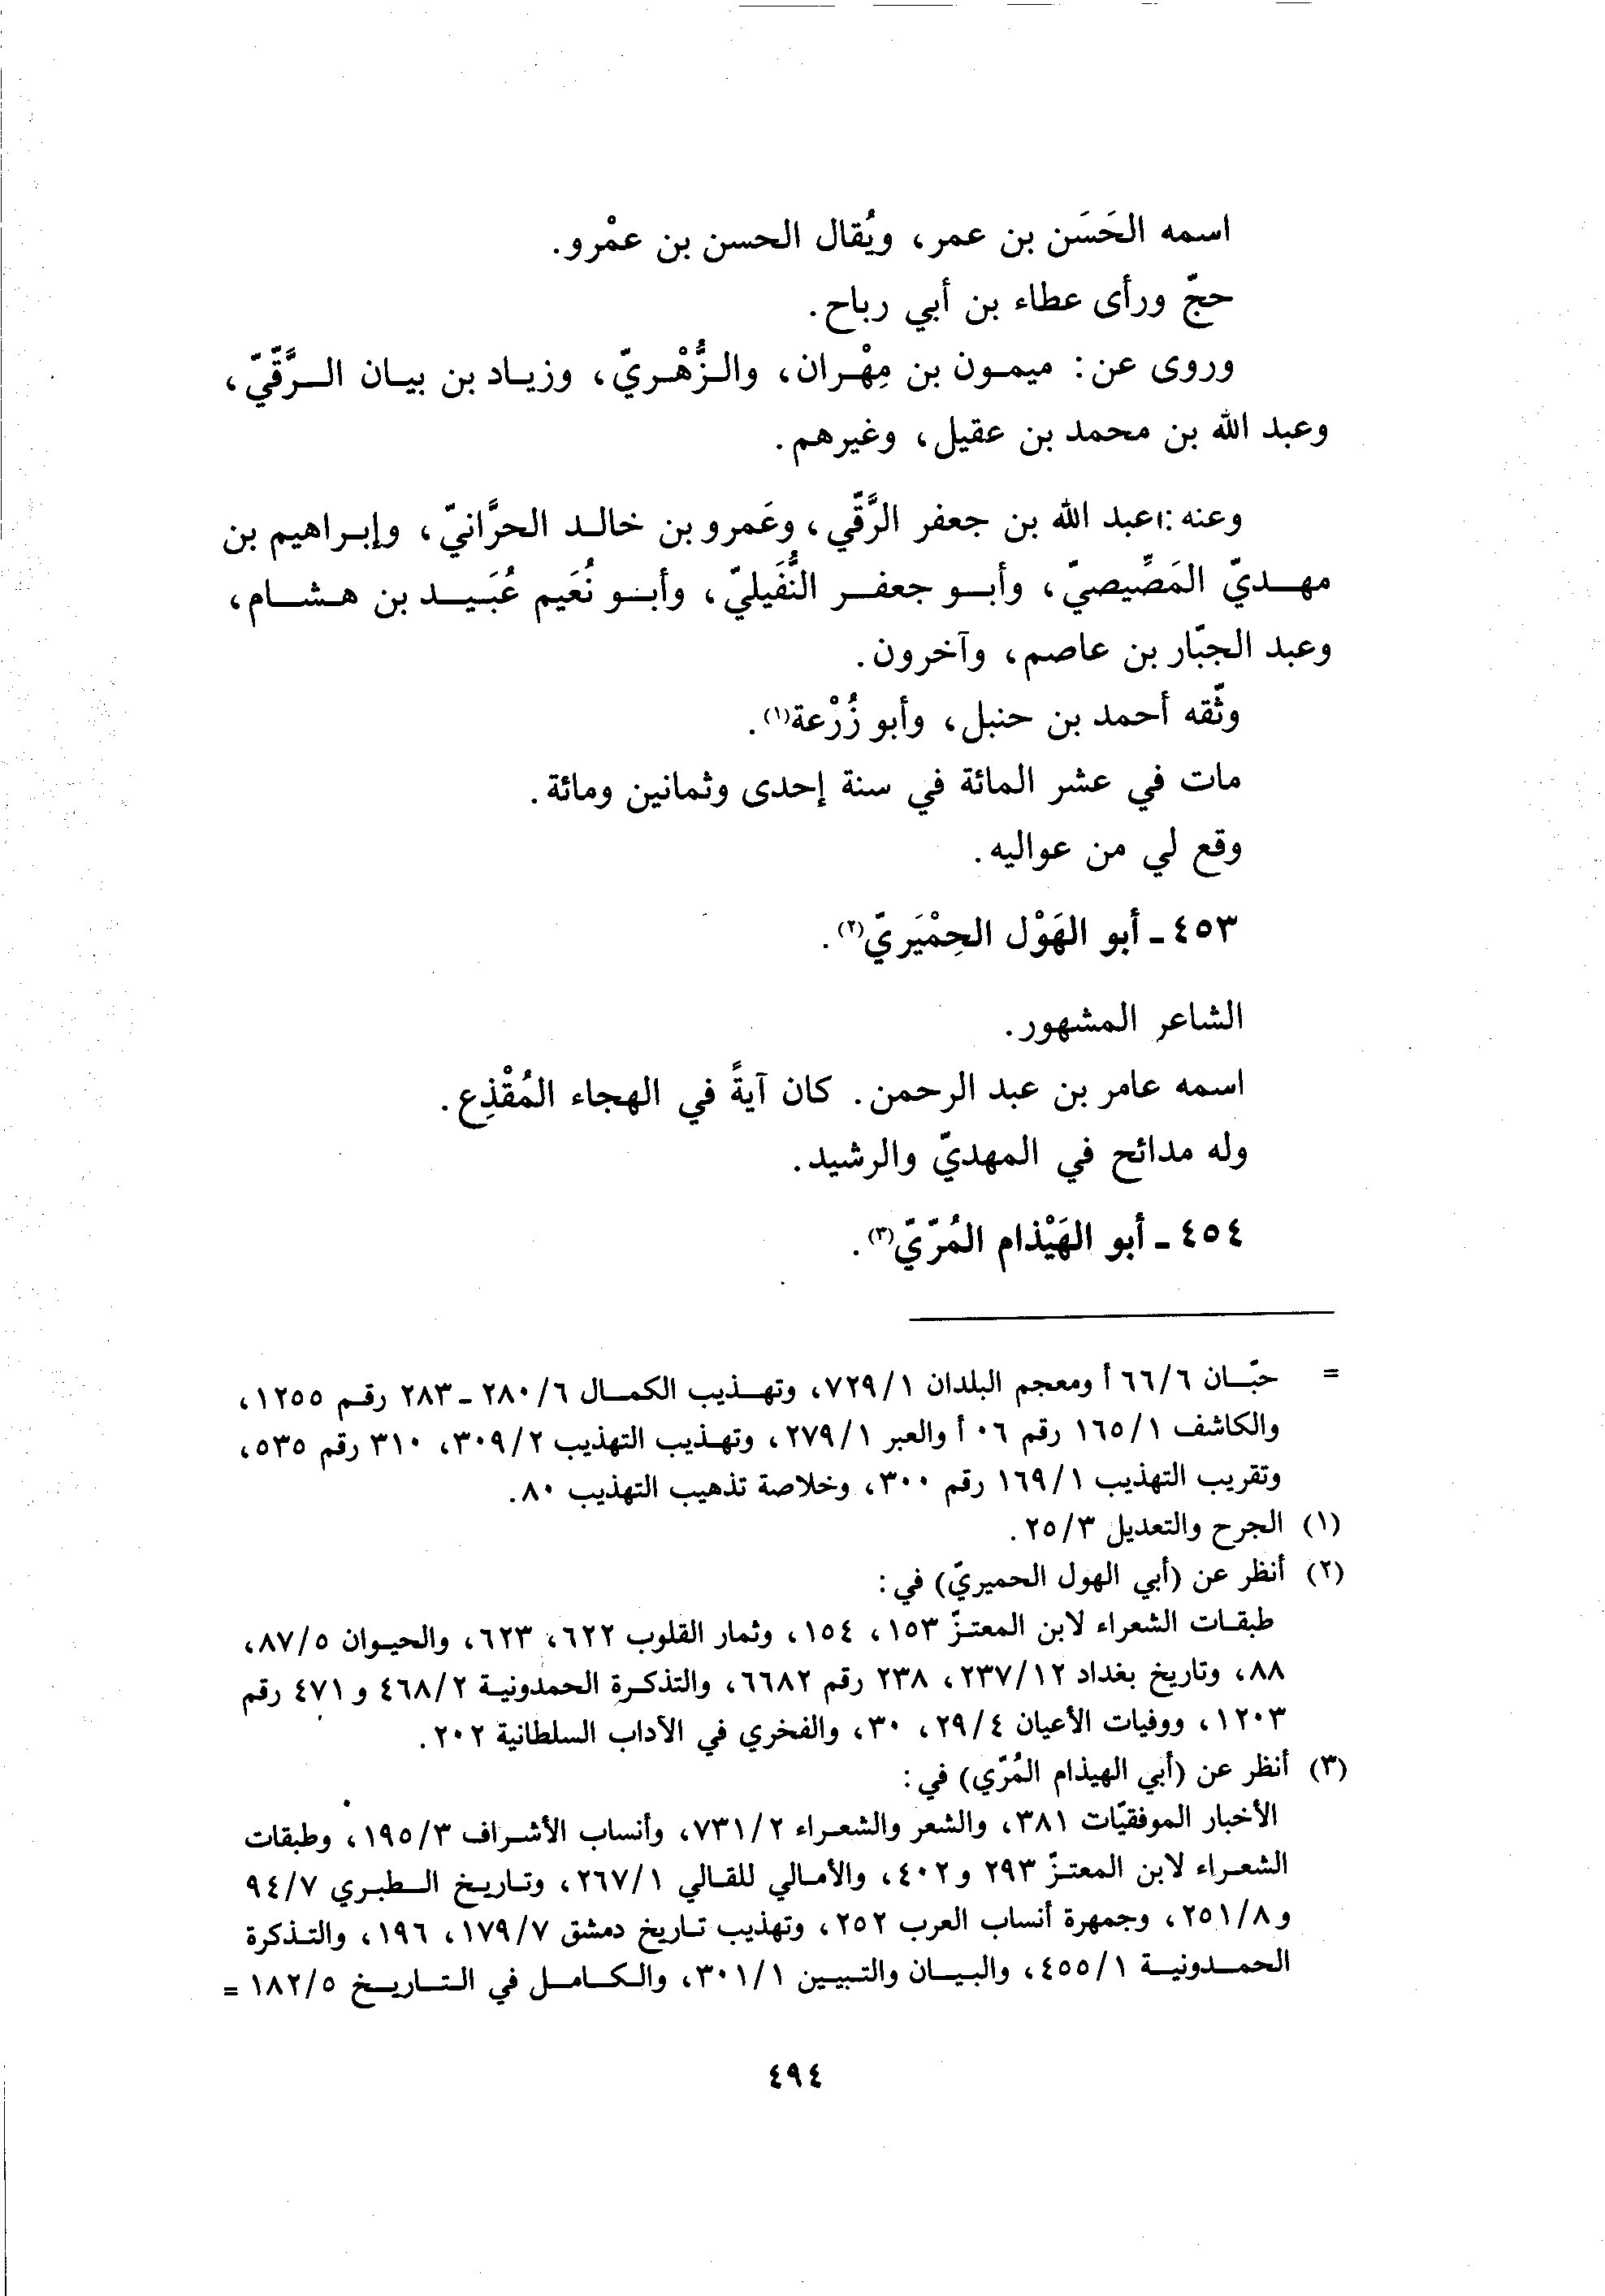 اسمه الحَسَن بن عمر، ويُقال الحسن بن عمْرو.
حجّ ورأى عطاء بن أبي رباح.
وروى عن: ميمون بن مِهْران، والزُّهْريّ، وزياد بن بيان الرَّقّيّ،
وعبد الله بن محمد بن عقيل، وغيرهم.
وعنه: عبد الله بن جعفر الرَّقّي، وعَمرو بن خالد الحرَّانيّ، وإبراهيم بن
مهديّ المَصِّيصيّ، وأبو جعفر النُّفَيليّ، وأبو نُعَيم عُبَيد بن هشام،
وعبد الجبّار بن عاصم، وآخرون.
وثّقه أحمد بن حنبل، وأبو زُرْعة(١).
مات في عشر المائة في سنة إحدى وثمانين ومائة.
وقع لي من عواليه.
٤٥٣ ـ أبو الهَوْل الحِمْيَريّ(٢).
الشاعر المشهور.
اسمه عامر بن عبد الرحمن. كان آيةً في الهجاء المُقْذِع.
وله مدائح في المهديّ والرشيد.
٤٥٤ ـ أبو الهَيْذام المُرّيّ(٣).
= حبّان ٦٦/٦ أ ومعجم البلدان ٧٢٩/١، وتهذيب الكمال ٢٨٠/٦ ـ ٢٨٣ رقم ١٢٥٥،
والكاشف ١٦٥/١ رقم ٠٦ أ والعبر ٢٧٩/١، وتهذيب التهذيب ٣٠٩/٢، ٣١٠ رقم ٥٣٥،
وتقريب التهذيب ١٦٩/١ رقم ٣٠٠، وخلاصة تذهيب التهذيب ٨٠.
(١) الجرح والتعديل ٢٥/٣.
(٢) أنظر عن (أبي الهول الحميريّ) في:
طبقات الشعراء لابن المعتزّ ١٥٣، ١٥٤، وثمار القلوب ٦٢٢، ٦٢٣، والحيوان ٨٧/٥،
٨٨، وتاريخ بغداد ٢٣٧/١٢، ٢٣٨ رقم ٦٦٨٢، والتذكرة الحمدونية ٤٦٨/٢ و ٤٧١ رقم
١٢٠٣، ووفيات الأعيان ٢٩/٤، ٣٠، والفخري في الآداب السلطانية ٢٠٢.
(٣) أنظر عن (أبي الهيذام المُرّي) في:
الأخبار الموفقيّات ٣٨١، والشعر والشعراء ٧٣١/٢، وأنساب الأشراف ١٩٥/٣، وطبقات
الشعراء لابن المعتزّ ٢٩٣ و ٤٠٢، والأمالي للقالي ٢٦٧/١، وتاريخ الطبري ٩٤/٧
و ٢٥١/٨، وجمهرة أنساب العرب ٢٥٢، وتهذيب تاريخ دمشق ١٧٩/٧، ١٩٦، والتذكرة
الحمدونية ٤٥٥/١، والبيان والتبيين ٣٠١/١، والكامل في التاريخ ١٨٢/٥ =
٤٩٤